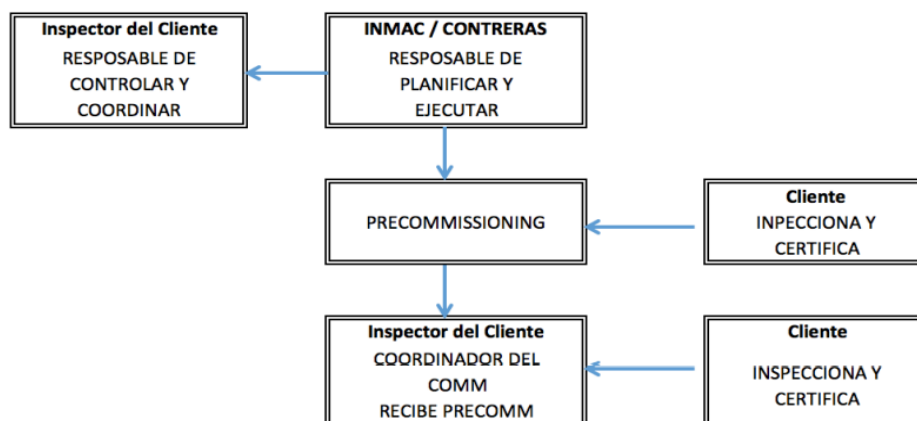 Inspector del Cliente
RESPOSABLE DE
CONTROLAR Y
COORDINAR
INMAC / CONTRERAS
RESPOSABLE DE
PLANIFICAR Y
EJECUTAR
PRECOMMISSIONING
Cliente
INPECCIONA Y
CERTIFICA
Inspector del Cliente
COORDINADOR DEL
COMM
RECIBE PRECOMM
Cliente
INSPECCIONA Y
CERTIFICA